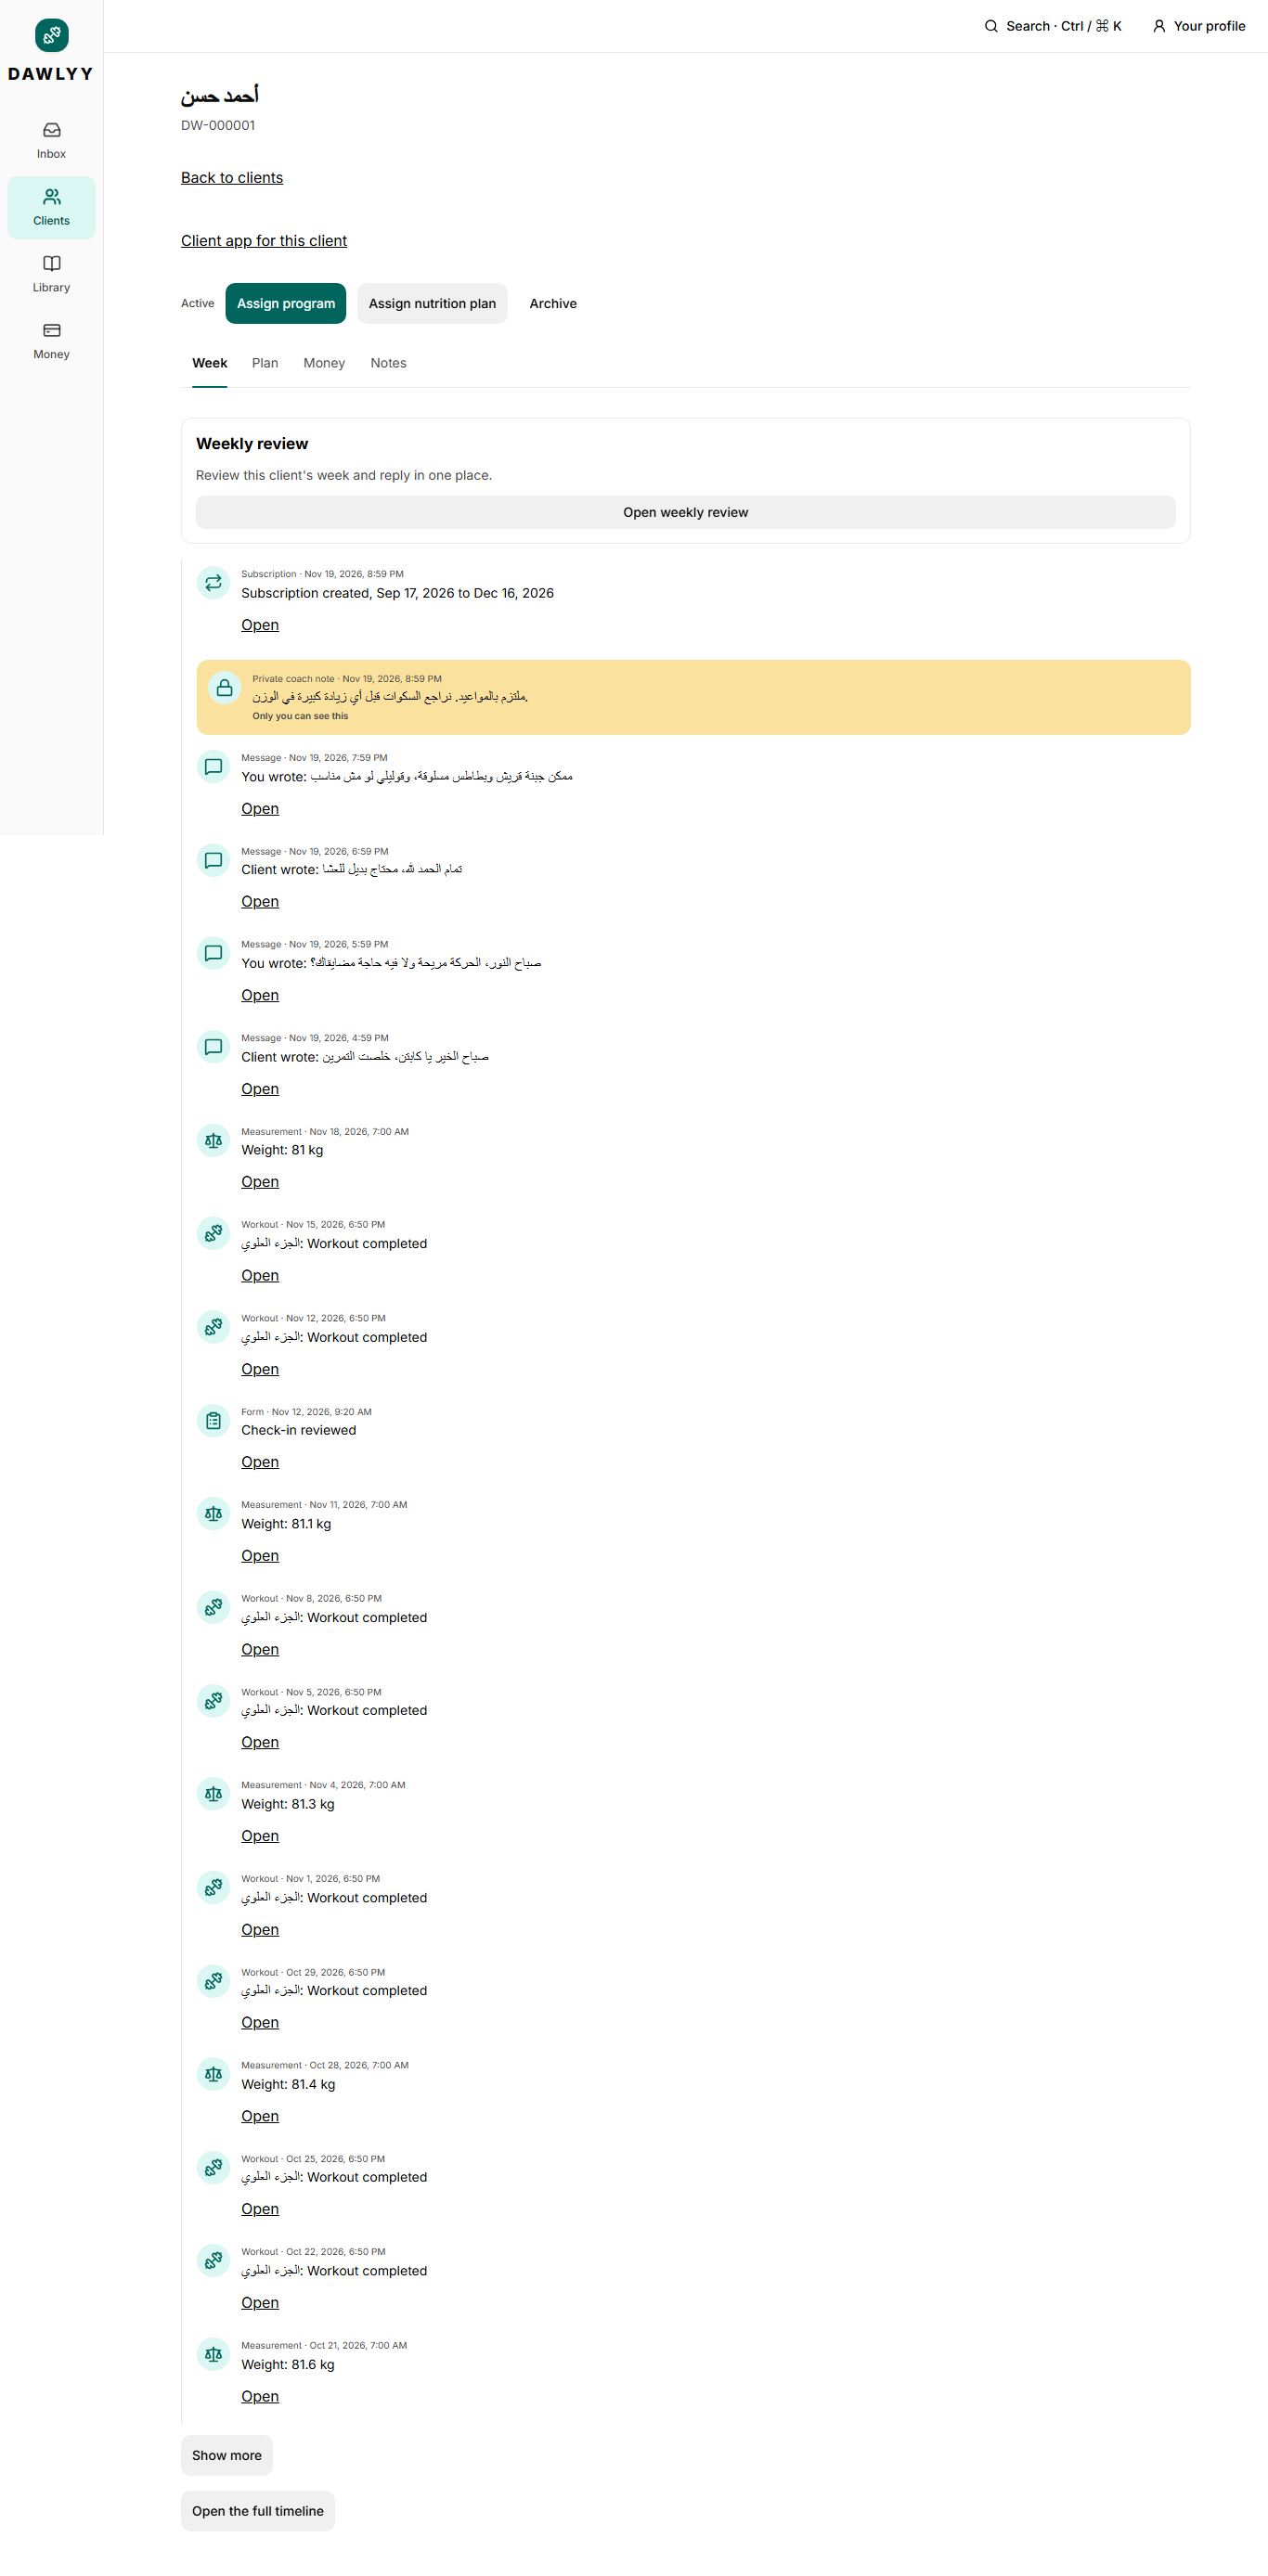 DAWLYY
Inbox
Clients
Library
Money
Search · Ctrl / ⌘ K
Your profile
أحمد حسن
DW-000001
Back to clients
Client app for this client
Active
Assign program
Assign nutrition plan
Archive
Week
Plan
Money
Notes
Weekly review
Review this client's week and reply in one place.
Open weekly review
Subscription · Nov 19, 2026, 8:59 PM
Subscription created, Sep 17, 2026 to Dec 16, 2026
Open
Private coach note · Nov 19, 2026, 8:59 PM
ملتزم بالمواعيد. نراجع السكوات قبل أي زيادة كبيرة في الوزن.
Only you can see this
Message · Nov 19, 2026, 7:59 PM
You wrote: ممكن جبنة قريش وبطاطس مسلوقة، وقوليلي لو مش مناسب
Open
Message · Nov 19, 2026, 6:59 PM
Client wrote: تمام الحمد لله، محتاج بديل للعشا
Open
Message · Nov 19, 2026, 5:59 PM
You wrote: صباح النور، الحركة مريحة ولا فيه حاجة مضايقاك؟
Open
Message · Nov 19, 2026, 4:59 PM
Client wrote: صباح الخير يا كابتن، خلصت التمرين
Open
Measurement · Nov 18, 2026, 7:00 AM
Weight: 81 kg
Open
Workout · Nov 15, 2026, 6:50 PM
الجزء العلوي: Workout completed
Open
Workout · Nov 12, 2026, 6:50 PM
الجزء العلوي: Workout completed
Open
Form · Nov 12, 2026, 9:20 AM
Check-in reviewed
Open
Measurement · Nov 11, 2026, 7:00 AM
Weight: 81.1 kg
Open
Workout · Nov 8, 2026, 6:50 PM
الجزء العلوي: Workout completed
Open
Workout · Nov 5, 2026, 6:50 PM
الجزء العلوي: Workout completed
Open
Measurement · Nov 4, 2026, 7:00 AM
Weight: 81.3 kg
Open
Workout · Nov 1, 2026, 6:50 PM
الجزء العلوي: Workout completed
Open
Workout · Oct 29, 2026, 6:50 PM
الجزء العلوي: Workout completed
Open
Measurement · Oct 28, 2026, 7:00 AM
Weight: 81.4 kg
Open
Workout · Oct 25, 2026, 6:50 PM
الجزء العلوي: Workout completed
Open
Workout · Oct 22, 2026, 6:50 PM
الجزء العلوي: Workout completed
Open
Measurement · Oct 21, 2026, 7:00 AM
Weight: 81.6 kg
Open
Show more
Open the full timeline